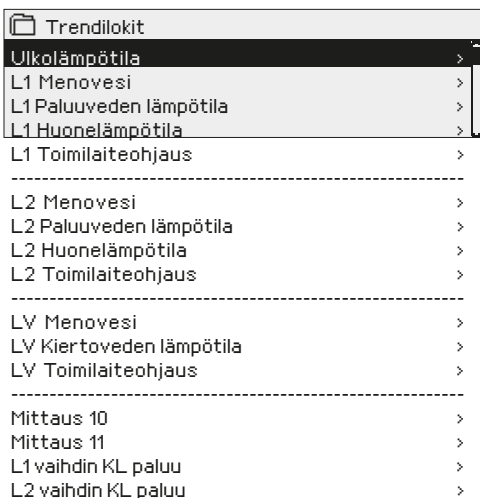 Trendilokit
Ulkolämpötila >
L1 Menovesi >
L1 Paluuveden lämpötila >
L1 Huonelämpötila >
L1 Toimilaiteohjaus >
------------------------------------------------------------
L2 Menovesi >
L2 Paluuveden lämpötila >
L2 Huonelämpötila >
L2 Toimilaiteohjaus >
------------------------------------------------------------
LV Menovesi >
LV Kiertoveden lämpötila >
LV Toimilaiteohjaus >
------------------------------------------------------------
Mittaus 10 >
Mittaus 11 >
L1 vaihdin KL paluu >
L2 vaihdin KL paluu >